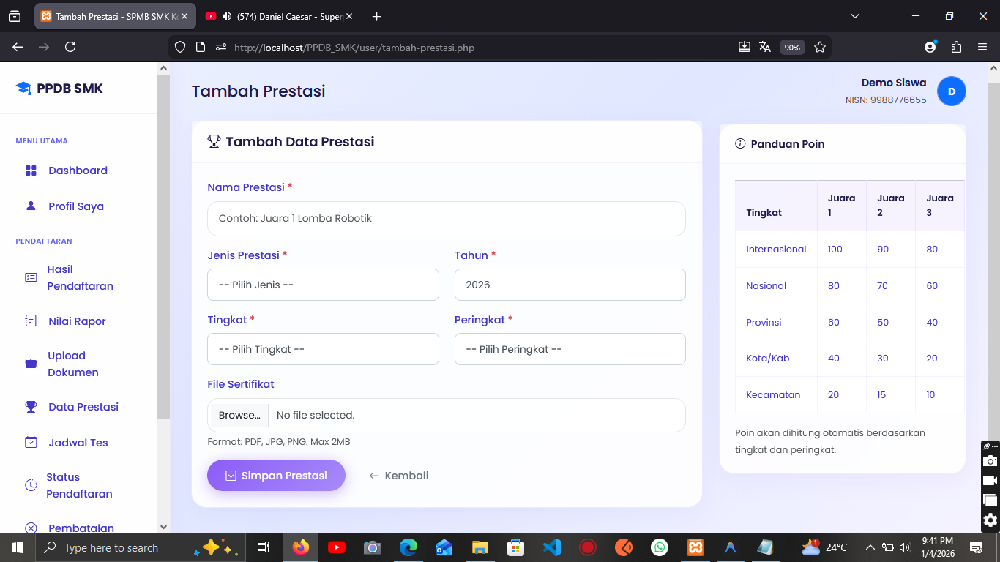 Tambah Prestasi - SPMB SMK K
(574) Daniel Caesar - Super
http://localhost/PPDB_SMK/user/tambah-prestasi.php
90%
PPDB SMK
MENU UTAMA
Dashboard
Profil Saya
PENDAFTARAN
Hasil
Pendaftaran
Nilai Rapor
Upload
Dokumen
Data Prestasi
Jadwal Tes
Status
Pendaftaran
Pembatalan
Tambah Prestasi
Demo Siswa
NISN: 9988776655
D
Tambah Data Prestasi
Nama Prestasi *
Contoh: Juara 1 Lomba Robotik
Jenis Prestasi *
Tahun *
-- Pilih Jenis --
2026
Tingkat *
Peringkat *
-- Pilih Tingkat --
-- Pilih Peringkat --
File Sertifikat
Browse... No file selected.
Format: PDF, JPG, PNG. Max 2MB
Simpan Prestasi
Kembali
Panduan Poin
Tingkat Juara 1 Juara 2 Juara 3
Internasional 100 90 80
Nasional 80 70 60
Provinsi 60 50 40
Kota/Kab 40 30 20
Kecamatan 20 15 10
Poin akan dihitung otomatis berdasarkan
tingkat dan peringkat.
Type here to search
1
24°C
9:41 PM
1/4/2026